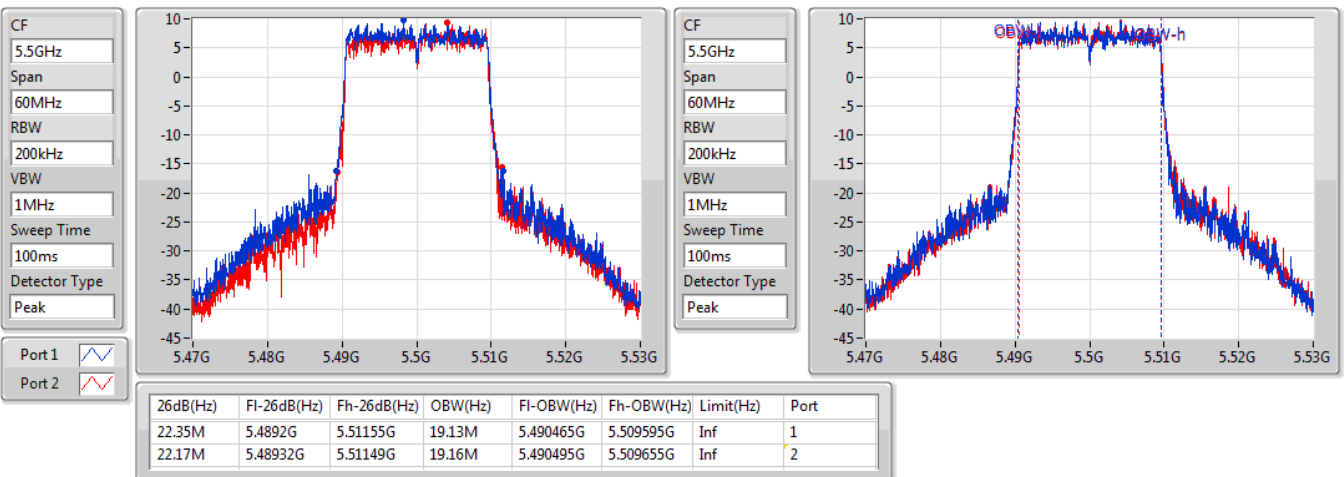 CF
5.5GHz
Span
60MHz
RBW
200kHz
VBW
1MHz
Sweep Time
100ms
Detector Type
Peak
Port 1
Port 2
10
5
0
-5
-10
-15
-20
-25
-30
-35
-40
-45
5.47G 5.48G 5.49G 5.5G 5.51G 5.52G 5.53G
CF
5.5GHz
Span
60MHz
RBW
200kHz
VBW
1MHz
Sweep Time
100ms
Detector Type
Peak
10
5
0
-5
-10
-15
-20
-25
-30
-35
-40
-45
OBW-h
5.47G 5.48G 5.49G 5.5G 5.51G 5.52G 5.53G
26dB(Hz) Fl-26dB(Hz) Fh-26dB(Hz) OBW(Hz) Fl-OBW(Hz) Fh-OBW(Hz) Limit(Hz) Port
22.35M 5.4892G 5.51155G 19.13M 5.490465G 5.509595G Inf 1
22.17M 5.48932G 5.51149G 19.16M 5.490495G 5.509655G Inf 2